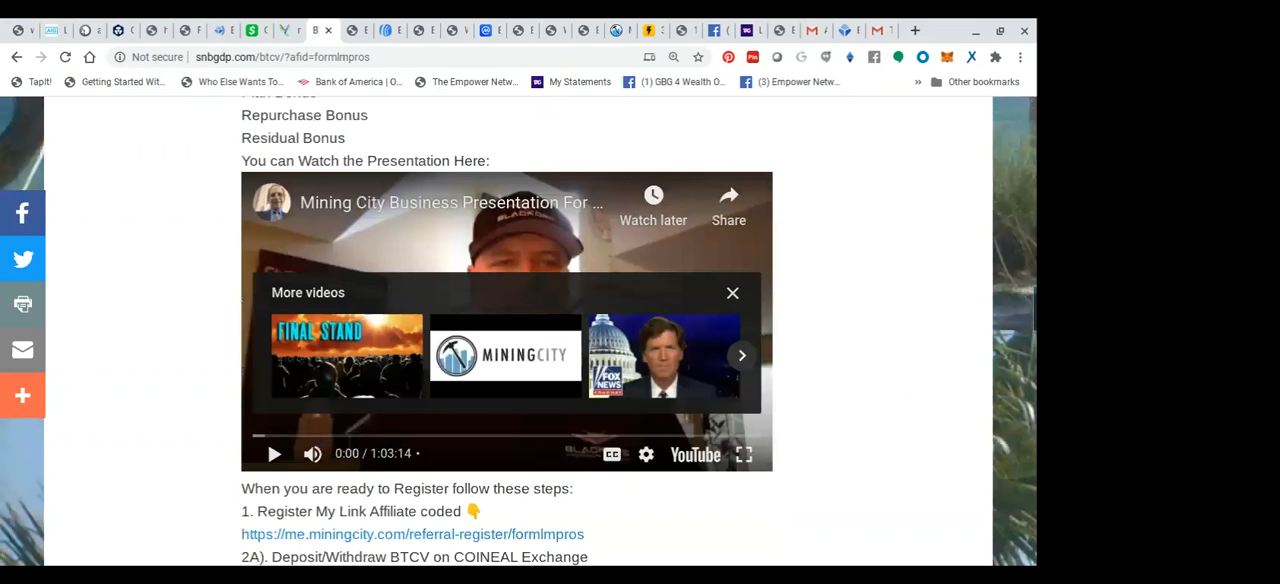 Not secure snbgdp.com/btcv/?afid=formlmpros
TapIt! Getting Started Wit... Who Else Wants To... Bank of America | O... The Empower Netw... My Statements (1) GBG 4 Wealth O... (3) Empower Netw... » Other bookmarks
Repurchase Bonus
Residual Bonus
You can Watch the Presentation Here:
Mining City Business Presentation For ...
Watch later Share
More videos
FINAL STAND
MININGCITY
FOX
NEWS
0:00 / 1:03:14 •
CC YouTube
When you are ready to Register follow these steps:
1. Register My Link Affiliate coded 👇
https://me.miningcity.com/referral-register/formlmpros
2A). Deposit/Withdraw BTCV on COINEAL Exchange